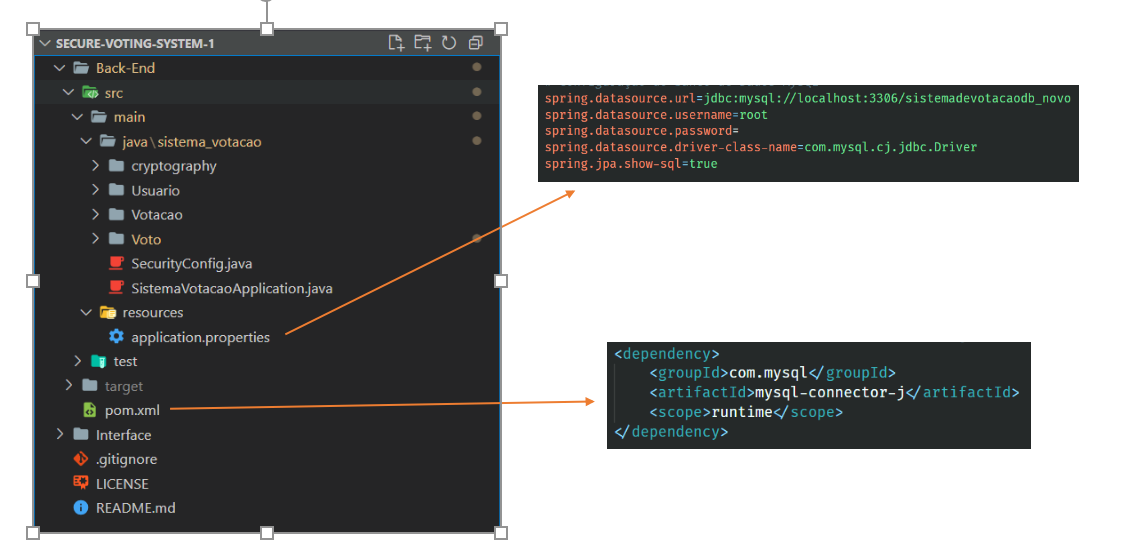 SECURE-VOTING-SYSTEM-1
Back-End
src
main
java\sistema_votacao
cryptography
Usuario
Votacao
Voto
SecurityConfig.java
SistemaVotacaoApplication.java
resources
application.properties
test
target
pom.xml
Interface
.gitignore
LICENSE
README.md
spring.datasource.url=jdbc:mysql://localhost:3306/sistemadevotacaodb_novo
spring.datasource.username=root
spring.datasource.password=
spring.datasource.driver-class-name=com.mysql.cj.jdbc.Driver
spring.jpa.show-sql=true
<dependency>
<groupId>com.mysql</groupId>
<artifactId>mysql-connector-j</artifactId>
<scope>runtime</scope>
</dependency>